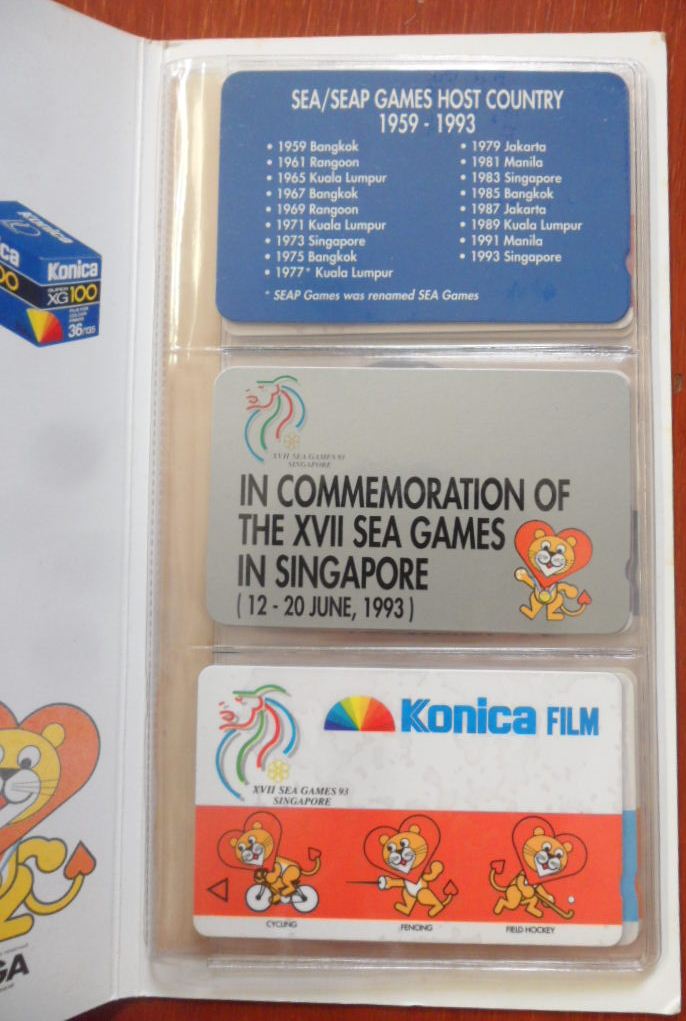 SEA/SEAP GAMES HOST COUNTRY
1959 - 1993
• 1959 Bangkok
• 1961 Rangoon
• 1965 Kuala Lumpur
• 1967 Bangkok
• 1969 Rangoon
• 1971 Kuala Lumpur
• 1973 Singapore
• 1975 Bangkok
• 1977* Kuala Lumpur
• 1979 Jakarta
• 1981 Manila
• 1983 Singapore
• 1985 Bangkok
• 1987 Jakarta
• 1989 Kuala Lumpur
• 1991 Manila
• 1993 Singapore
* SEAP Games was renamed SEA Games
Konica
Konica
SUPER
XG 100
36/135
XVII SEA GAMES 93
SINGAPORE
IN COMMEMORATION OF
THE XVII SEA GAMES
IN SINGAPORE
( 12 - 20 JUNE, 1993 )
Konica FILM
XVII SEA GAMES 93
SINGAPORE
CYCLING
FENCING
FIELD HOCKEY